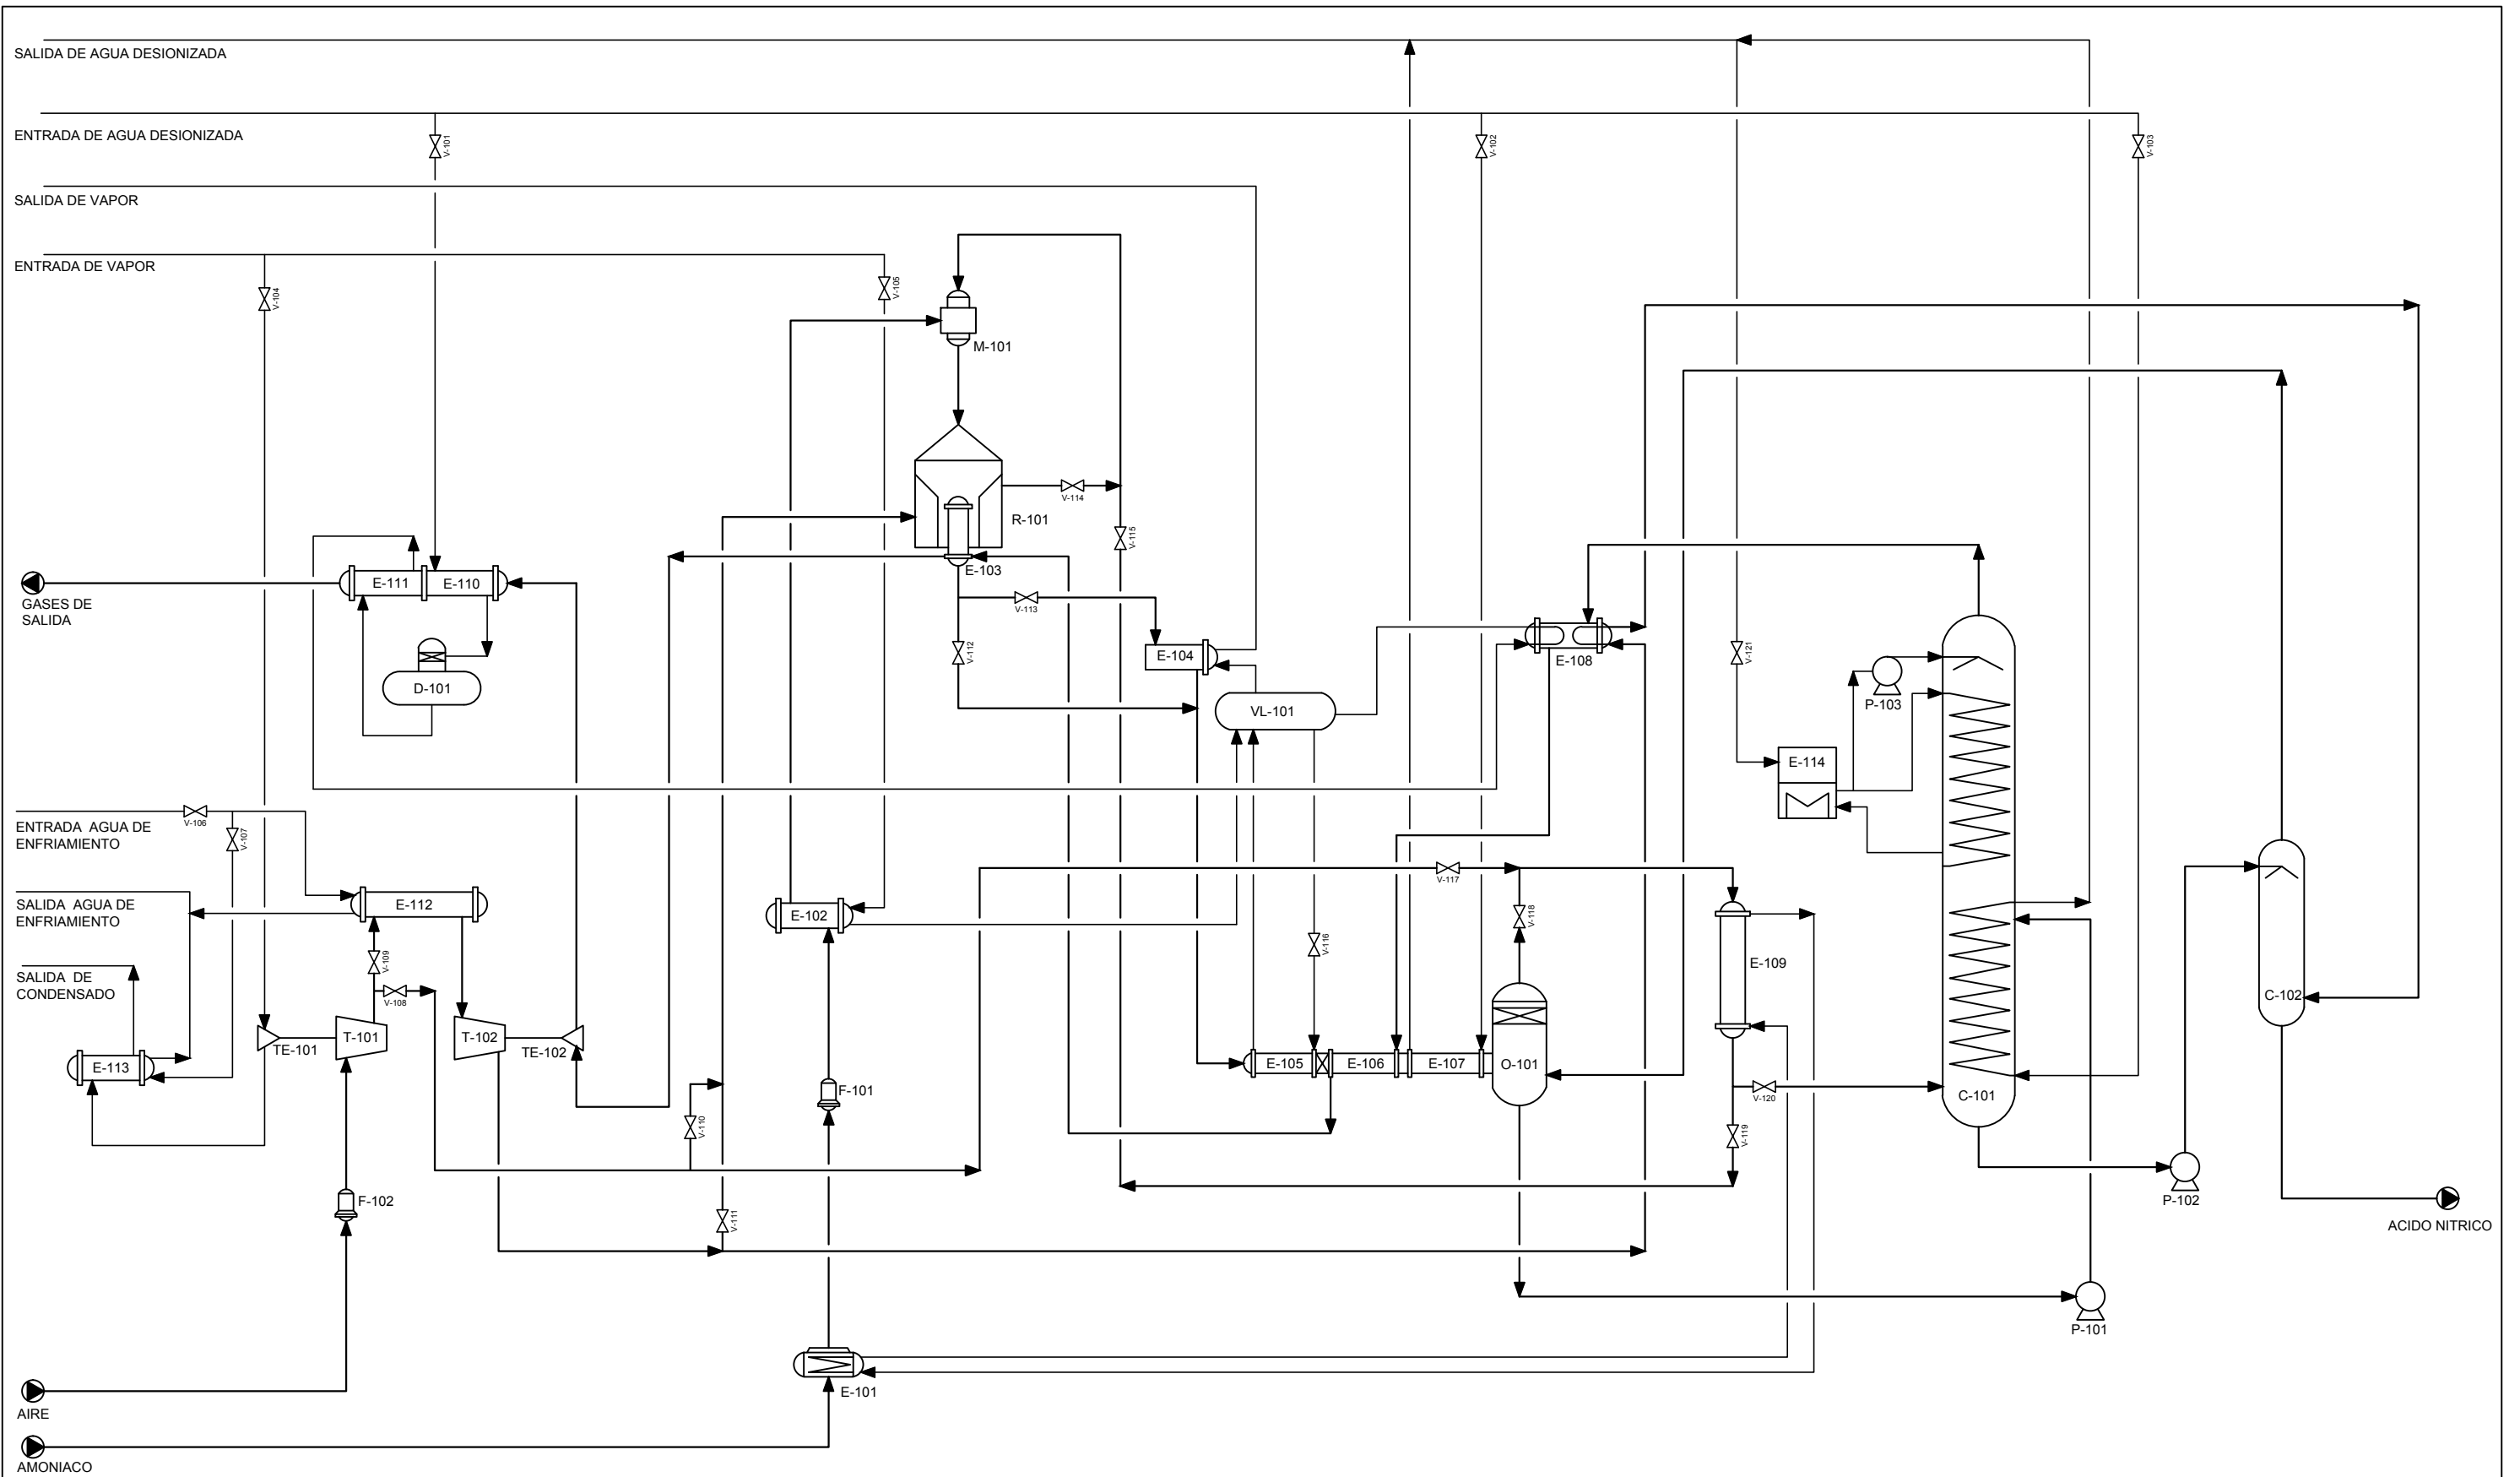 SALIDA DE AGUA DESIONIZADA
ENTRADA DE AGUA DESIONIZADA
V-101
V-102
V-103
SALIDA DE VAPOR
ENTRADA DE VAPOR
V-104
V-105
M-101
V-114
R-101
V-115
E-103
E-111
E-110
GASES DE
SALIDA
V-113
V-112
E-104
E-108
V-121
D-101
VL-101
P-103
E-114
ENTRADA  AGUA DE
ENFRIAMIENTO
V-106
V-107
V-117
SALIDA  AGUA DE
ENFRIAMIENTO
E-112
E-102
V-118
V-116
V-109
E-109
SALIDA  DE
CONDENSADO
V-108
C-102
T-101
TE-101
T-102
TE-102
E-113
E-105
E-106
E-107
O-101
F-101
V-120
C-101
V-110
V-119
F-102
P-102
V-111
ACIDO NITRICO
P-101
E-101
AIRE
AMONIACO